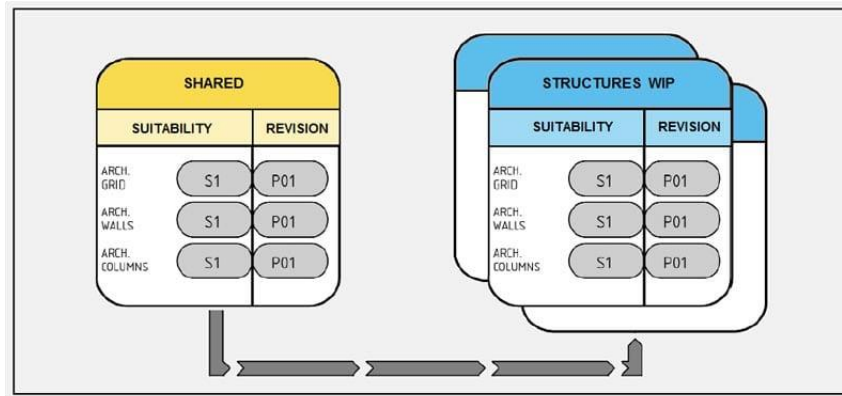 SHARED
SUITABILITY REVISION
ARCH.
GRID S1 P01
ARCH.
WALLS S1 P01
ARCH.
COLUMNS S1 P01
STRUCTURES WIP
SUITABILITY REVISION
ARCH.
GRID S1 P01
ARCH.
WALLS S1 P01
ARCH.
COLUMNS S1 P01